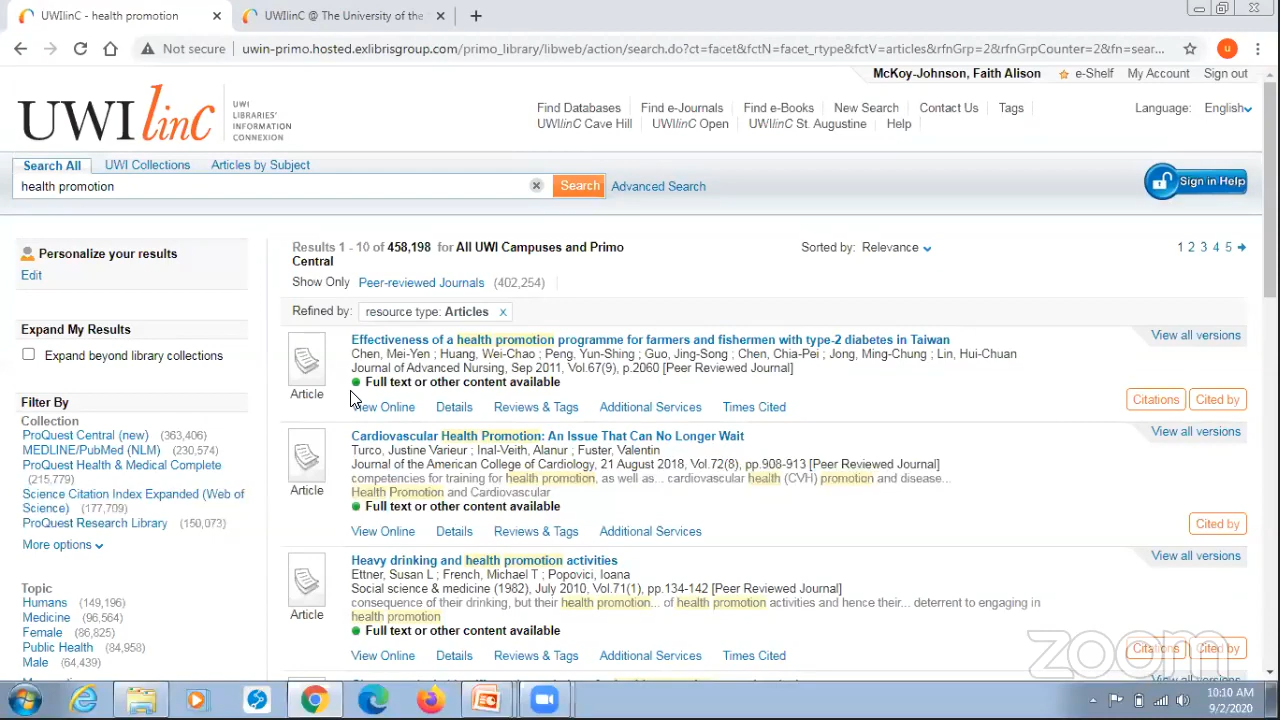 UWIlinC - health promotion
UWIlinC @ The University of the
Not secure uwin-primo.hosted.exlibrisgroup.com/primo_library/libweb/action/search.do?ct=facet&fctN=facet_rtype&fctV=articles&rfnGrp=2&rfnGrpCounter=2&fn=sear...
u
McKoy-Johnson, Faith Alison e-Shelf My Account Sign out
UWIlinC
UWI
LIBRARIES'
INFORMATION
CONNEXION
Find Databases Find e-Journals Find e-Books New Search Contact Us Tags
UWIlinC Cave Hill UWIlinC Open UWIlinC St. Augustine Help
Language: English
Search All UWI Collections Articles by Subject
health promotion Search Advanced Search
Sign in Help
Personalize your results
Edit
Expand My Results
Expand beyond library collections
Filter By
Collection
ProQuest Central (new) (363,406)
MEDLINE/PubMed (NLM) (230,574)
ProQuest Health & Medical Complete
(215,779)
Science Citation Index Expanded (Web of
Science) (177,709)
ProQuest Research Library (150,073)
More options
Topic
Humans (149,196)
Medicine (96,564)
Female (86,825)
Public Health (84,958)
Male (64,439)
Results 1 - 10 of 458,198 for All UWI Campuses and Primo
Central
Sorted by: Relevance
1 2 3 4 5
Show Only Peer-reviewed Journals (402,254)
Refined by: resource type: Articles x
Article
Effectiveness of a health promotion programme for farmers and fishermen with type-2 diabetes in Taiwan
Chen, Mei-Yen ; Huang, Wei-Chao ; Peng, Yun-Shing ; Guo, Jing-Song ; Chen, Chia-Pei ; Jong, Ming-Chung ; Lin, Hui-Chuan
Journal of Advanced Nursing, Sep 2011, Vol.67(9), p.2060 [Peer Reviewed Journal]
Full text or other content available
View Online Details Reviews & Tags Additional Services Times Cited
View all versions
Citations Cited by
Article
Cardiovascular Health Promotion: An Issue That Can No Longer Wait
Turco, Justine Varieur ; Inal-Veith, Alanur ; Fuster, Valentin
Journal of the American College of Cardiology, 21 August 2018, Vol.72(8), pp.908-913 [Peer Reviewed Journal]
competencies for training for health promotion, as well as... cardiovascular health (CVH) promotion and disease...
Health Promotion and Cardiovascular
Full text or other content available
View Online Details Reviews & Tags Additional Services
View all versions
Cited by
Article
Heavy drinking and health promotion activities
Ettner, Susan L ; French, Michael T ; Popovici, Ioana
Social science & medicine (1982), July 2010, Vol.71(1), pp.134-142 [Peer Reviewed Journal]
consequence of their drinking, but their health promotion... of health promotion activities and hence their... deterrent to engaging in
health promotion
Full text or other content available
View Online Details Reviews & Tags Additional Services Times Cited
View all versions
Citations Cited by
zoom
10:10 AM
9/2/2020